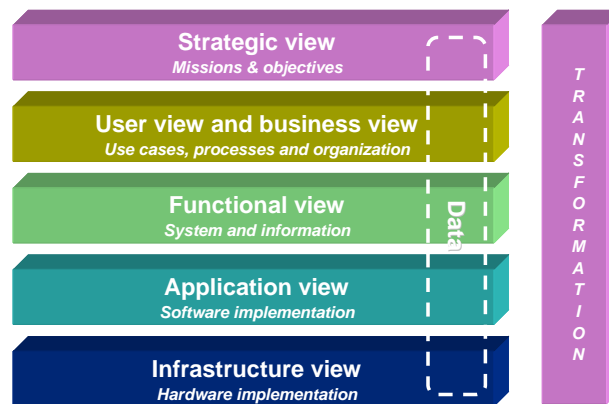 Strategic view
Missions & objectives
User view and business view
Use cases, processes and organization
Functional view
System and information
Application view
Software implementation
Infrastructure view
Hardware implementation
Data
TRANSFORMATION